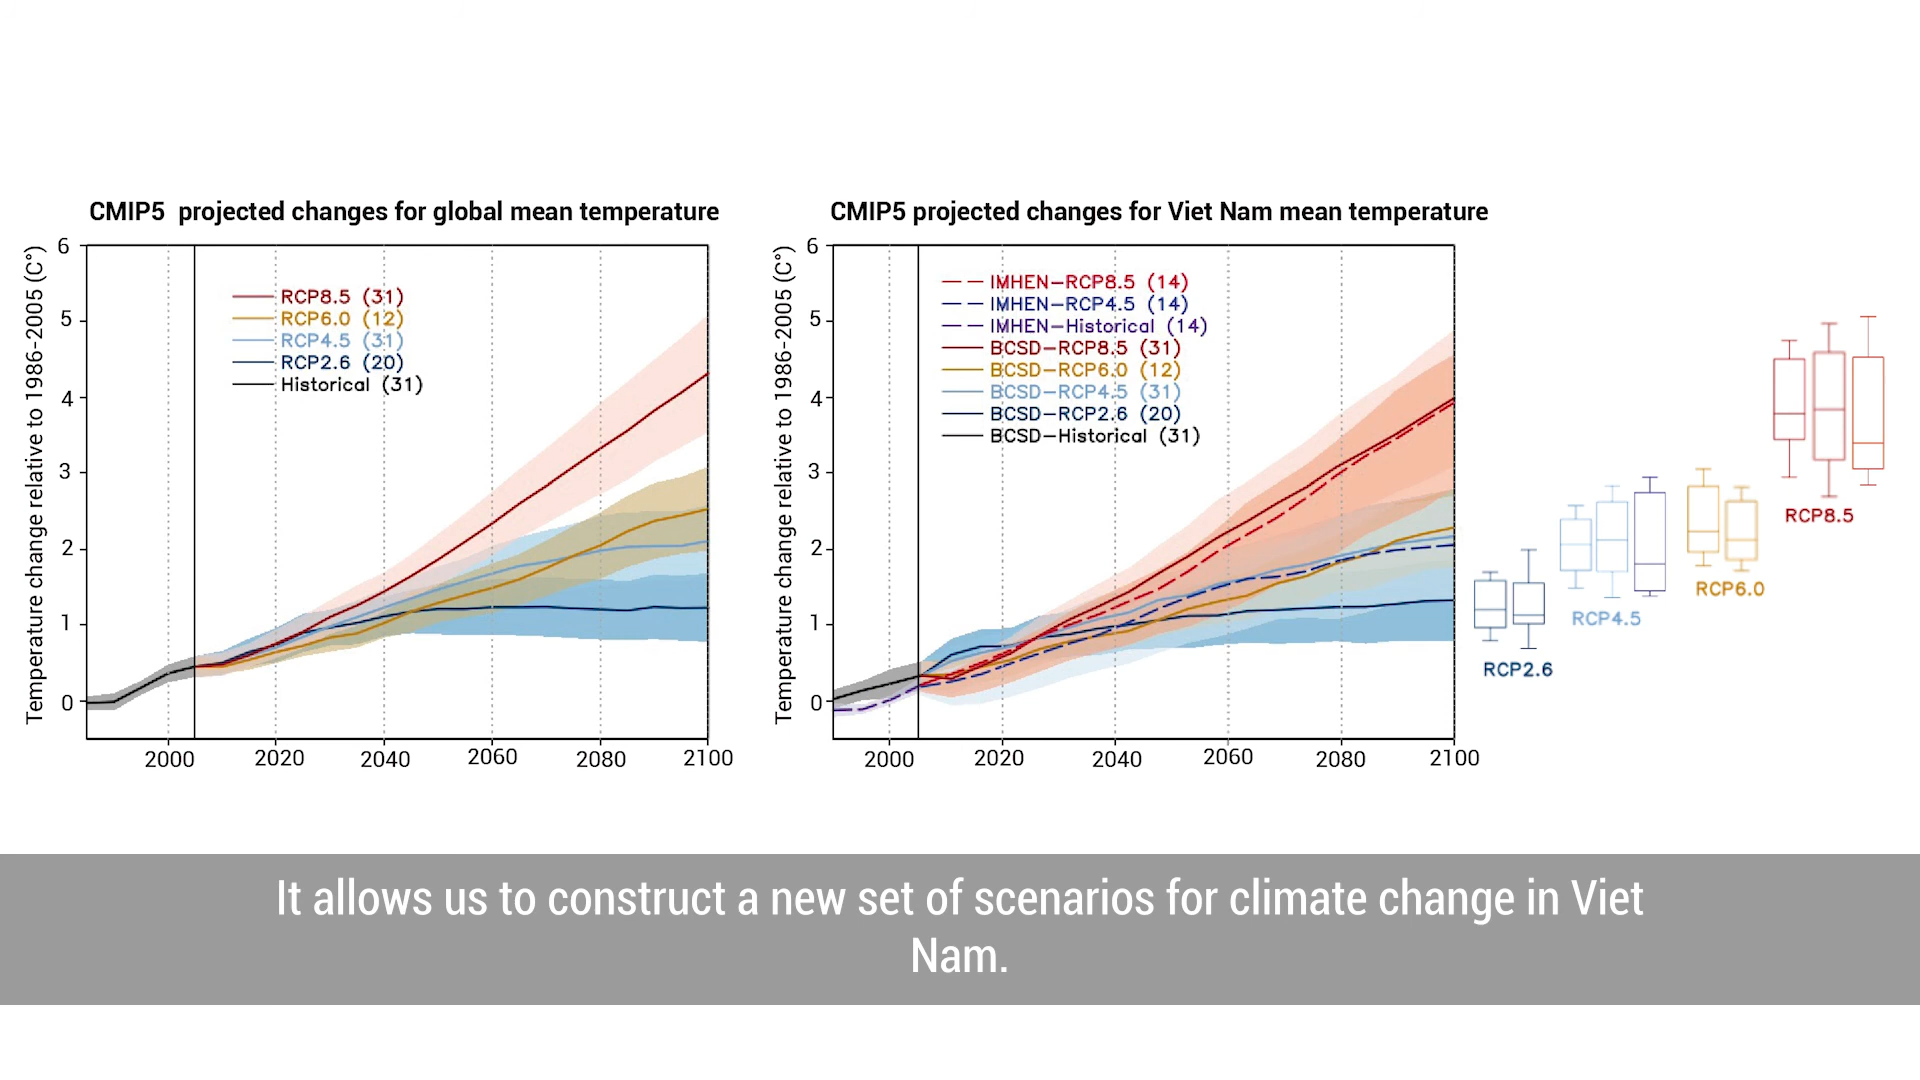 CMIP5 projected changes for global mean temperature
Temperature change relative to 1986-2005 (C°)
6
5
4
3
2
1
0
RCP8.5 (31)
RCP6.0 (12)
RCP4.5 (31)
RCP2.6 (20)
Historical (31)
2000 2020 2040 2060 2080 2100
CMIP5 projected changes for Viet Nam mean temperature
Temperature change relative to 1986-2005 (C°)
6
5
4
3
2
1
0
IMHEN-RCP8.5 (14)
IMHEN-RCP4.5 (14)
IMHEN-Historical (14)
BCSD-RCP8.5 (31)
BCSD-RCP6.0 (12)
BCSD-RCP4.5 (31)
BCSD-RCP2.6 (20)
BCSD-Historical (31)
2000 2020 2040 2060 2080 2100
RCP2.6
RCP4.5
RCP6.0
RCP8.5
It allows us to construct a new set of scenarios for climate change in Viet
Nam.